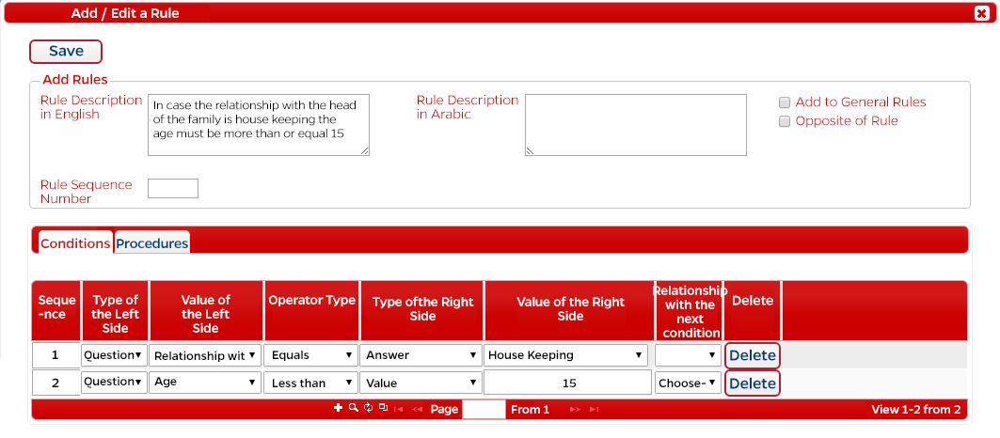 Add / Edit a Rule
Save
Add Rules
Rule Description
in English
In case the relationship with the head
of the family is house keeping the
age must be more than or equal 15
Rule Description
in Arabic
Add to General Rules
Opposite of Rule
Rule Sequence
Number
Conditions
Procedures
Seque
-nce
Type of
the Left
Side
Value of
the Left
Side
Operator Type
Type ofthe Right
Side
Value of the Right
Side
Relationship
with the
next
condition
Delete
1 Question Relationship wit Equals Answer House Keeping Delete
2 Question Age Less than Value 15 Choose- Delete
Page From 1 View 1-2 from 2